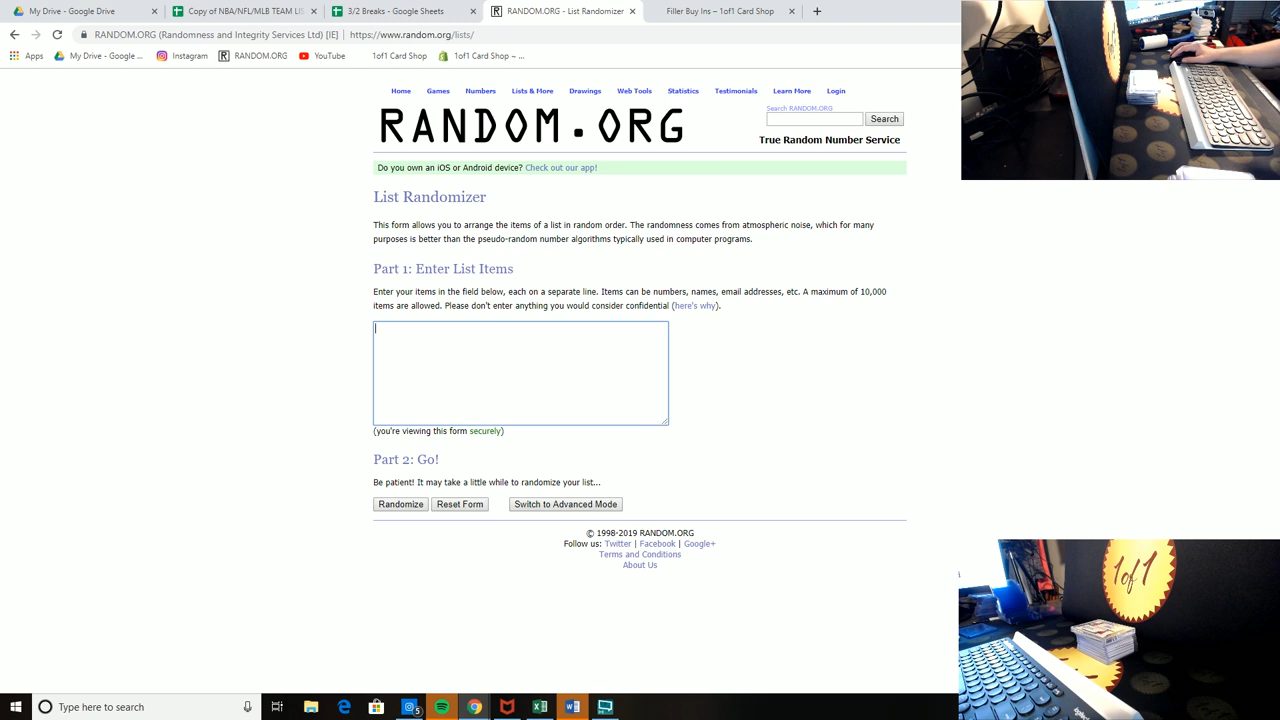 My Drive - Google Drive
Copy of NBA/NFL/MLB TEAM LIS
3/2 Breaks - Google Sheets
RANDOM.ORG - List Randomizer
Filler Buy Ins – 1of1 Card Shop
RANDOM.ORG (Randomness and Integrity Services Ltd) [IE] | https://www.random.org/lists/
Apps
My Drive - Google ...
Instagram
RANDOM.ORG
YouTube
1of1 Card Shop
1of1 Card Shop ~ ...
Home Games Numbers Lists & More Drawings Web Tools Statistics Testimonials Learn More Login
RANDOM.ORG
Search RANDOM.ORG
Search
True Random Number Service
Do you own an iOS or Android device? Check out our app!
List Randomizer
This form allows you to arrange the items of a list in random order. The randomness comes from atmospheric noise, which for many
purposes is better than the pseudo-random number algorithms typically used in computer programs.
Part 1: Enter List Items
Enter your items in the field below, each on a separate line. Items can be numbers, names, email addresses, etc. A maximum of 10,000
items are allowed. Please don't enter anything you would consider confidential (here's why).
(you're viewing this form securely)
Part 2: Go!
Be patient! It may take a little while to randomize your list...
Randomize Reset Form Switch to Advanced Mode
© 1998-2019 RANDOM.ORG
Follow us: Twitter | Facebook | Google+
Terms and Conditions
About Us
1of1
Type here to search
5